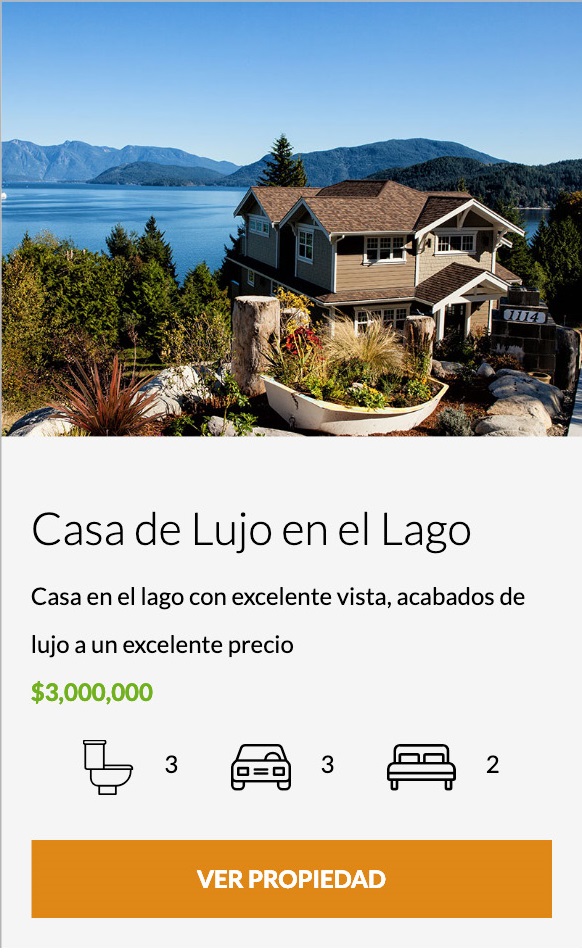 1114
Casa de Lujo en el Lago
Casa en el lago con excelente vista, acabados de
lujo a un excelente precio
$3,000,000
3 3 2
VER PROPIEDAD